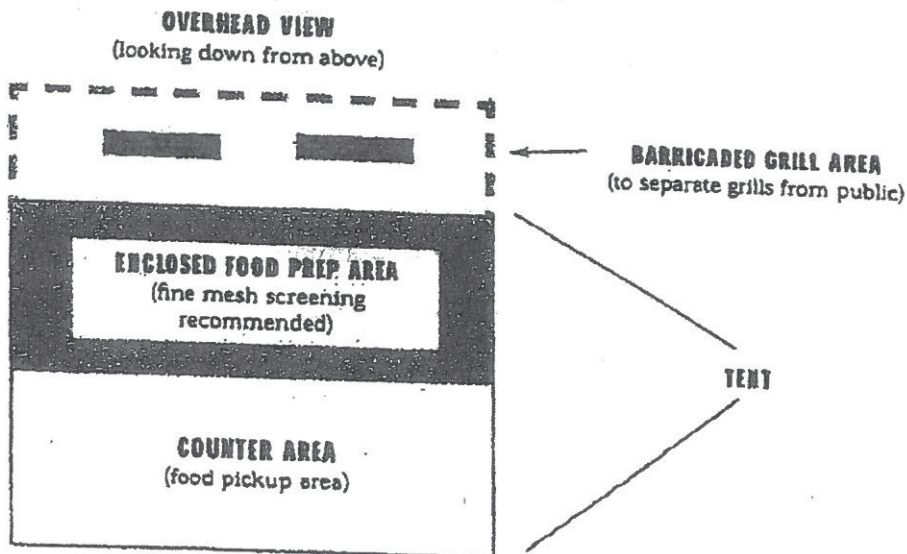 OVERHEAD VIEW
(looking down from above)
BARRICADED GRILL AREA
(to separate grills from public)
ENCLOSED FOOD PREP AREA
(fine mesh screening
recommended)
TENT
COUNTER AREA
(food pickup area)